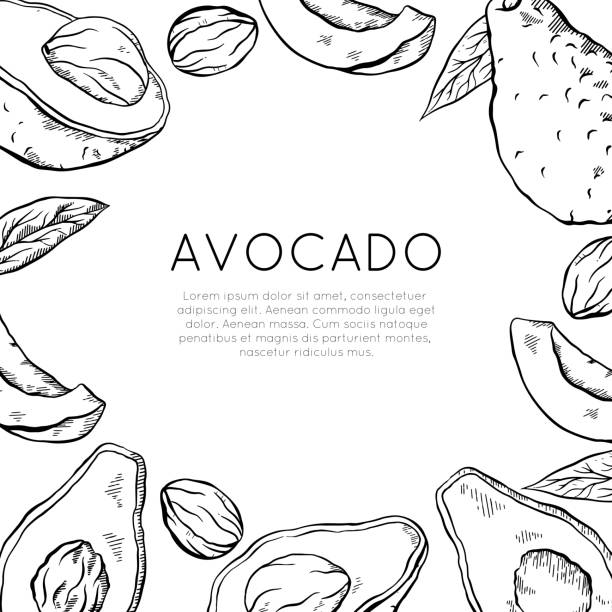 AVOCADO
Lorem ipsum dolor sit amet, consectetuer
adipiscing elit. Aenean commodo ligula eget
dolor. Aenean massa. Cum sociis natoque
penatibus et magnis dis parturient montes,
nascetur ridiculus mus.